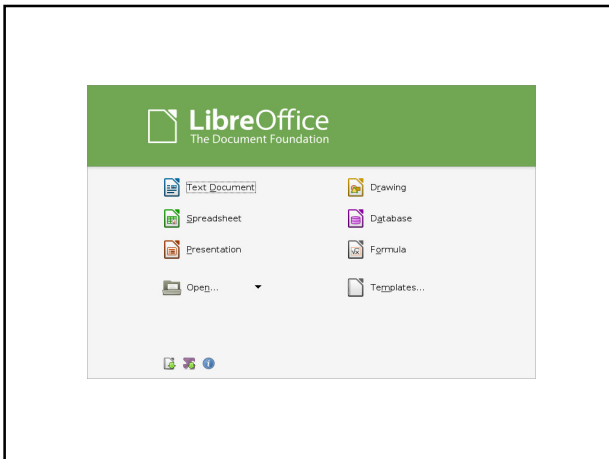 LibreOffice
The Document Foundation
Text Document
Drawing
Spreadsheet
Database
Presentation
Formula
Open...
Templates...